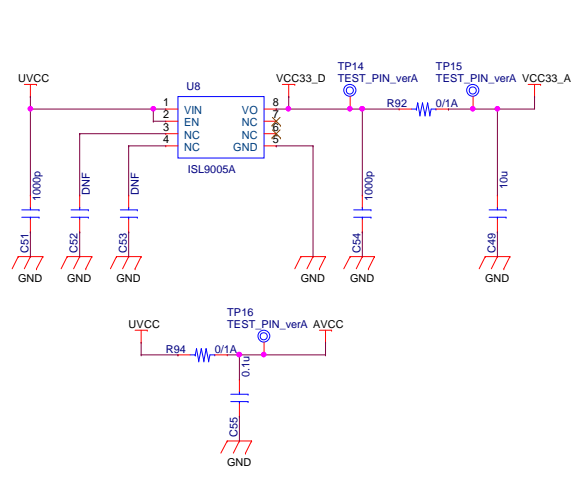 UVCC
U8
VCC33_D
TP14
TEST_PIN_verA
TP15
TEST_PIN_verA
VCC33_A
1
2
3
4
VIN
EN
NC
NC
VO
NC
NC
GND
8
7
6
5
ISL9005A
R92
0/1A
1000p
C51
DNF
C52
DNF
C53
1000p
C54
10u
C49
GND
GND
GND
GND
GND
GND
UVCC
TP16
TEST_PIN_verA
AVCC
R94
0/1A
0.1u
C55
GND